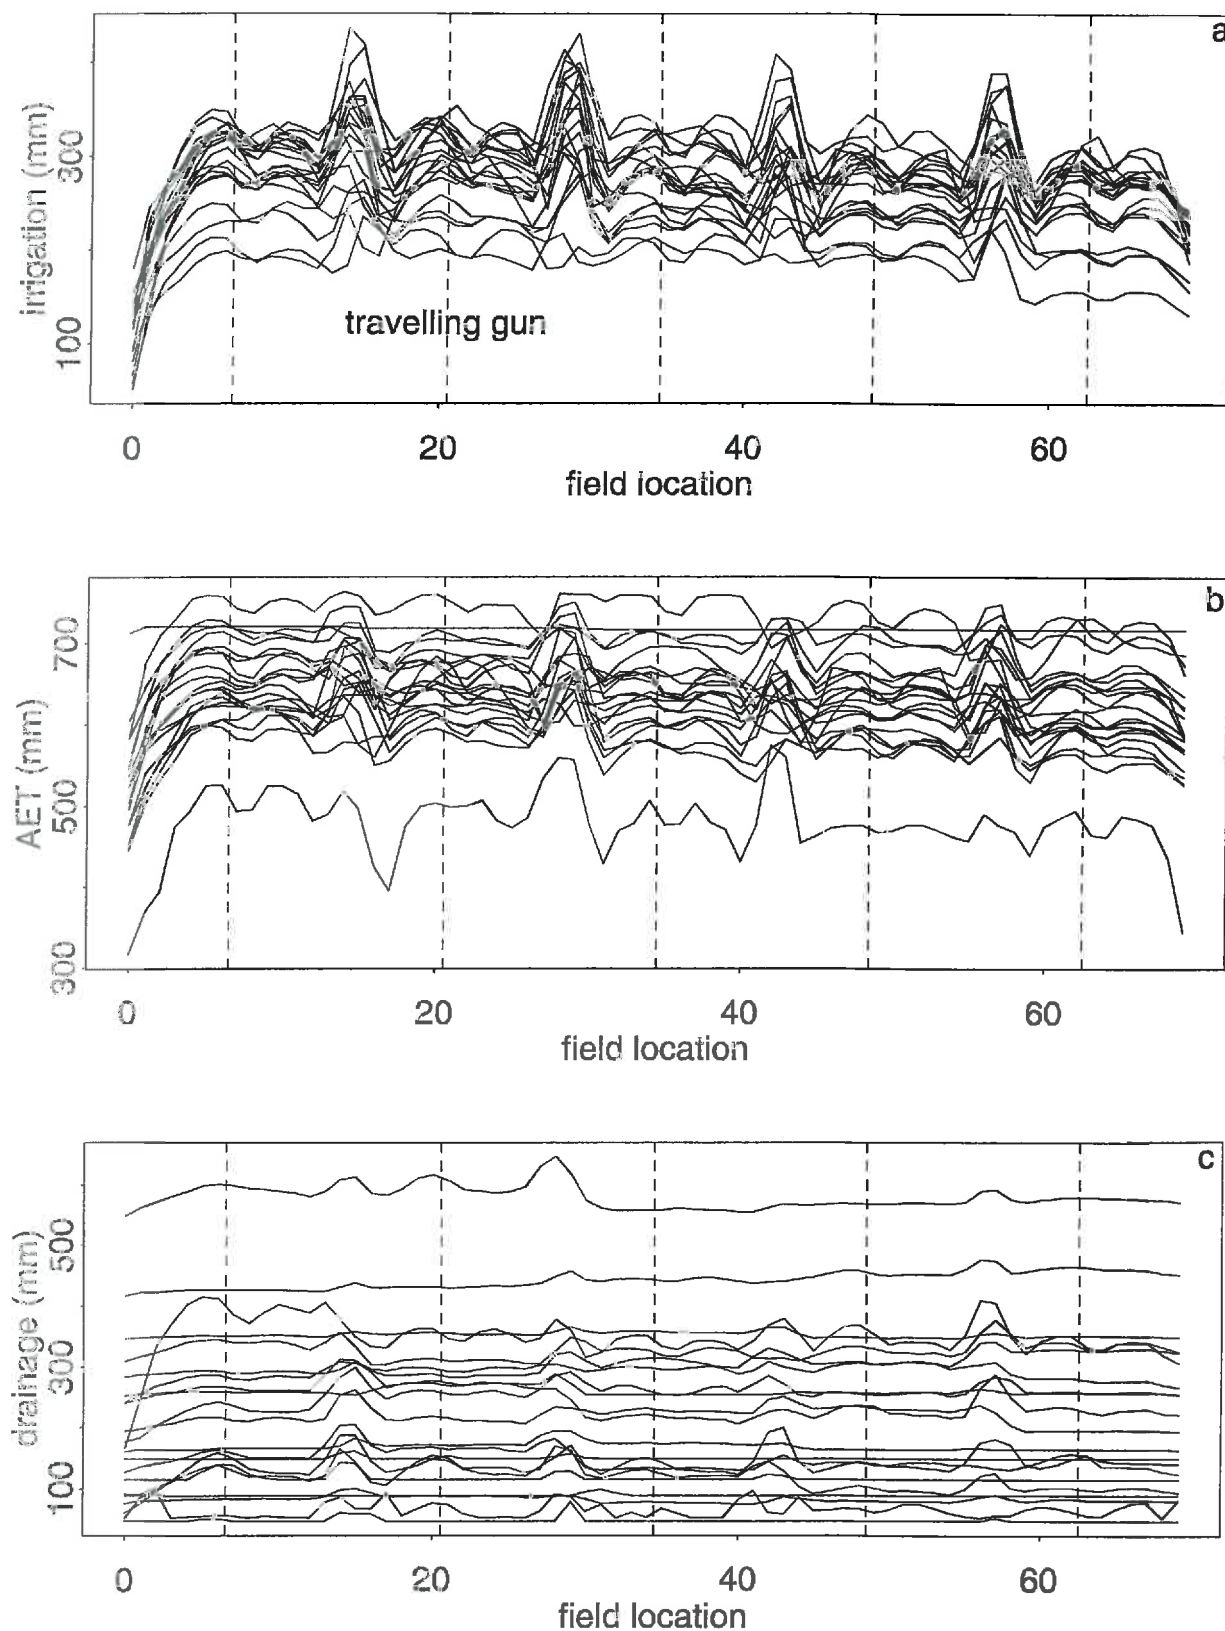 a
irrigation (mm)
300
100
travelling gun
0 20 40 60
field location
b
AET (mm)
700
500
300
0 20 40 60
field location
c
drainage (mm)
500
300
100
0 20 40 60
field location